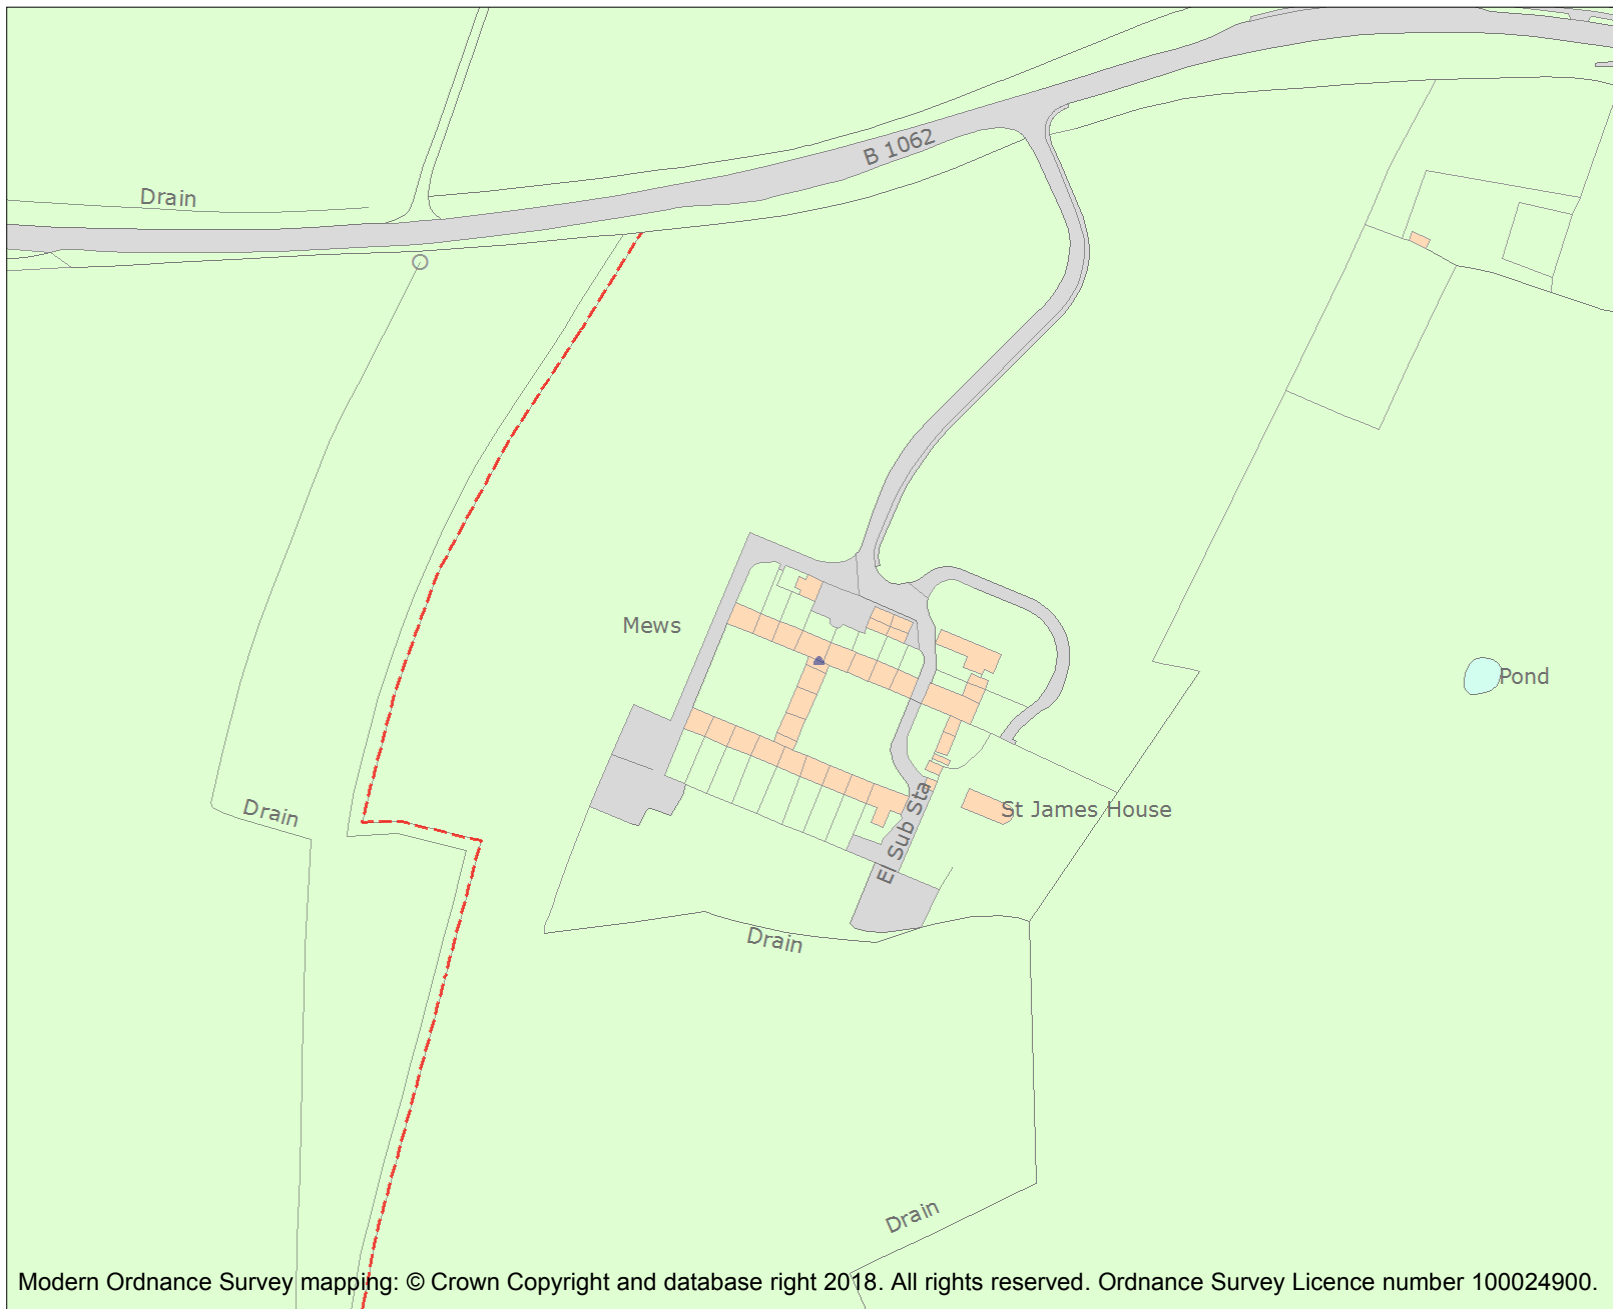 B 1062
Drain
Mews
Pond
Drain
St James House
El Sub Sta
Drain
Drain
Modern Ordnance Survey mapping: © Crown Copyright and database right 2018. All rights reserved. Ordnance Survey Licence number 100024900.